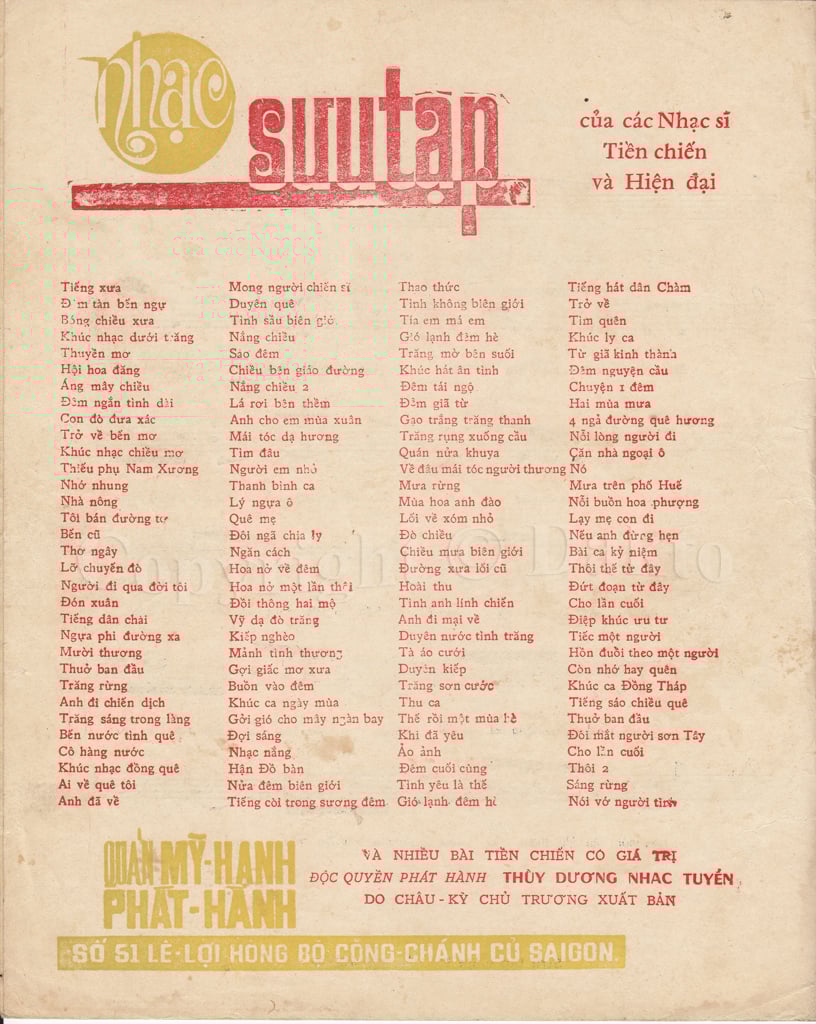 nhạc
sưu tập
của các Nhạc sĩ
Tiền chiến
và Hiện đại
Tiếng xưa
Đêm tàn bến ngự
Bóng chiều xưa
Khúc nhạc dưới trăng
Thuyền mơ
Hội hoa đăng
Áng mây chiều
Đêm ngắn tình dài
Con đò đưa xác
Trở về bến mơ
Khúc nhạc chiều mơ
Thiếu phụ Nam Xương
Nhớ nhung
Nhà nông
Tôi bán đường tơ
Bến cũ
Thơ ngây
Lỡ chuyến đò
Người đi qua đời tôi
Đón xuân
Tiếng dân chài
Ngựa phi đường xa
Mười thương
Thuở ban đầu
Trăng rừng
Anh đi chiến dịch
Trăng sáng trong làng
Bến nước tình quê
Cô hàng nước
Khúc nhạc đồng quê
Ai về quê tôi
Anh đã về
Mong người chiến sĩ
Duyên quê
Tình sầu biên giới
Nắng chiều
Sao đêm
Chiều bên giáo đường
Nắng chiều 2
Lá rơi bên thềm
Anh cho em mùa xuân
Mái tóc dạ hương
Tìm đâu
Người em nhỏ
Thanh bình ca
Lý ngựa ô
Quê mẹ
Đôi ngã chia ly
Ngăn cách
Hoa nở về đêm
Hoa nở một lần thôi
Đồi thông hai mộ
Vỹ dạ đò trăng
Kiếp nghèo
Mảnh tình thương
Gợi giấc mơ xưa
Buồn vào đêm
Khúc ca ngày mùa
Gởi gió cho mây ngàn bay
Đợi sáng
Nhạc nắng
Hận Đồ bàn
Nửa đêm biên giới
Tiếng còi trong sương đêm
Thao thức
Tình không biên giới
Tía em má em
Gió lạnh đêm hè
Trăng mờ bên suối
Khúc hát ân tình
Đêm tái ngộ
Đêm giã từ
Gạo trắng trăng thanh
Trăng rụng xuống cầu
Quán nửa khuya
Về đâu mái tóc người thương
Mưa rừng
Mùa hoa anh đào
Lối về xóm nhỏ
Đò chiều
Chiều mưa biên giới
Đường xưa lối cũ
Hoài thu
Tình anh lính chiến
Anh đi mai về
Duyên nước tình trăng
Tà áo cưới
Duyên kiếp
Trăng sơn cước
Thu ca
Thế rồi một mùa hè
Khi đã yêu
Ảo ảnh
Đêm cuối cùng
Tình yêu là thế
Gió lạnh đêm hè
Tiếng hát dân Chàm
Trở về
Tìm quên
Khúc ly ca
Từ giã kinh thành
Đêm nguyện cầu
Chuyện 1 đêm
Hai mùa mưa
4 ngả đường quê hương
Nỗi lòng người đi
Căn nhà ngoại ô
Nó
Mưa trên phố Huế
Nỗi buồn hoa phượng
Lạy mẹ con đi
Nếu anh đừng hẹn
Bài ca kỷ niệm
Thôi thế từ đây
Đứt đoạn từ đây
Cho lần cuối
Điệp khúc ưu tư
Tiếc một người
Hồn đuổi theo một người
Còn nhớ hay quên
Khúc ca Đồng Tháp
Tiếng sáo chiều quê
Thuở ban đầu
Đôi mắt người sơn Tây
Cho lần cuối
Thôi 2
Sáng rừng
Nói với người tình
QUÁN MỸ-HẠNH
PHÁT-HÀNH
VÀ NHIỀU BÀI TIỀN CHIẾN CÓ GIÁ TRỊ
ĐỘC QUYỀN PHÁT HÀNH THÙY DƯƠNG NHẠC TUYỂN
DO CHÂU-KỲ CHỦ TRƯƠNG XUẤT BẢN
SỐ 51 LÊ-LỢI HÔNG BỘ CÔNG-CHÁNH CỦ SAIGON.